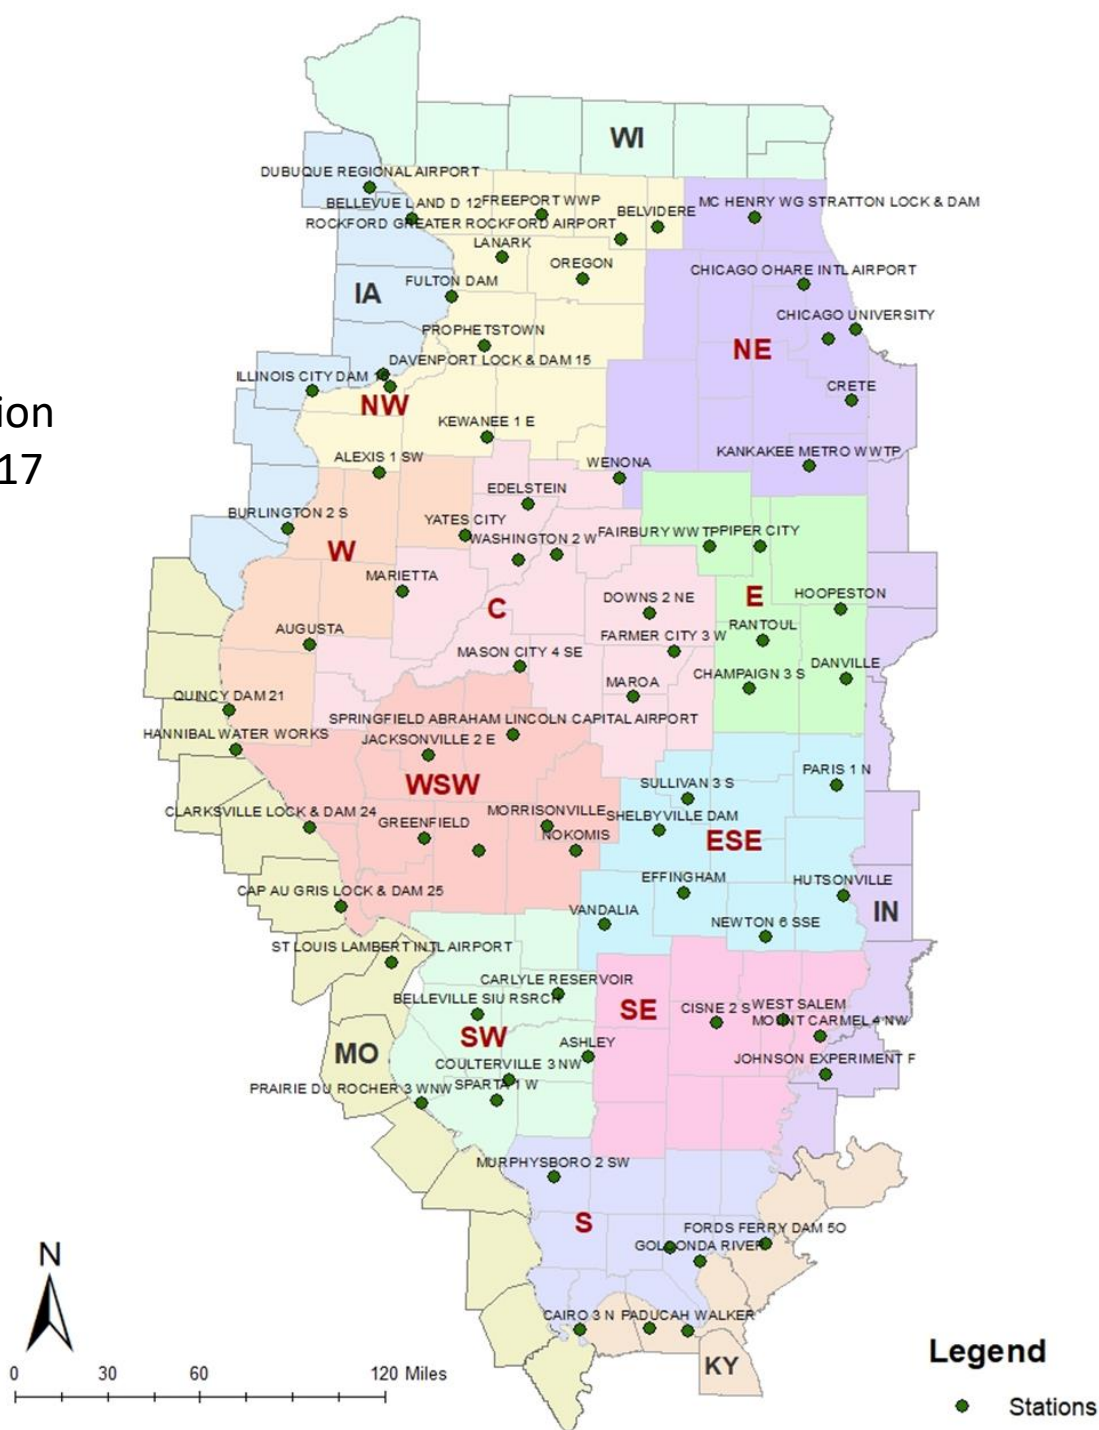 WI
DUBUQUE REGIONAL AIRPORT
BELLEVUE LAND D 12
FREEPORT WWP
MC HENRY WG STRATTON LOCK & DAM
BELVIDERE
ROCKFORD GREATER ROCKFORD AIRPORT
LANARK
OREGON
CHICAGO OHARE INTL AIRPORT
FULTON DAM
IA
CHICAGO UNIVERSITY
PROPHETSTOWN
NE
DAVENPORT LOCK & DAM 15
ILLINOIS CITY DAM
CRETE
NW
ion
KEWANEE 1 E
KANKAKEE METRO WWTP
ALEXIS 1 SW
WENONA
17
EDELSTEIN
BURLINGTON 2 S
YATES CITY
FAIRBURY WWTP
PIPER CITY
WASHINGTON 2 W
W
MARIETTA
HOOPESTON
DOWNS 2 NE
E
C
RANTOUL
AUGUSTA
FARMER CITY 3 W
MASON CITY 4 SE
DANVILLE
CHAMPAIGN 3 S
MAROA
QUINCY DAM 21
SPRINGFIELD ABRAHAM LINCOLN CAPITAL AIRPORT
HANNIBAL WATER WORKS
JACKSONVILLE 2 E
PARIS 1 N
WSW
SULLIVAN 3 S
CLARKSVILLE LOCK & DAM 24
MORRISONVILLE
SHELBYVILLE DAM
GREENFIELD
NOKOMIS
ESE
EFFINGHAM
HUTSONVILLE
CAP AU GRIS LOCK & DAM 25
VANDALIA
IN
NEWTON 6 SSE
ST LOUIS LAMBERT INTL AIRPORT
CARLYLE RESERVOIR
BELLEVILLE SIU RSRCH
SE
CISNE 2 S
WEST SALEM
MOUNT CARMEL 4 NW
SW
ASHLEY
MO
COULTERVILLE 3 NW
JOHNSON EXPERIMENT F
PRAIRIE DU ROCHER 3 WNW
SPARTA 1 W
MURPHYSBORO 2 SW
S
FORDS FERRY DAM 50
GOLCONDA RIVER
N
CAIRO 3 N
PADUCAH WALKER
KY
Legend
0 30 60 120 Miles
Stations